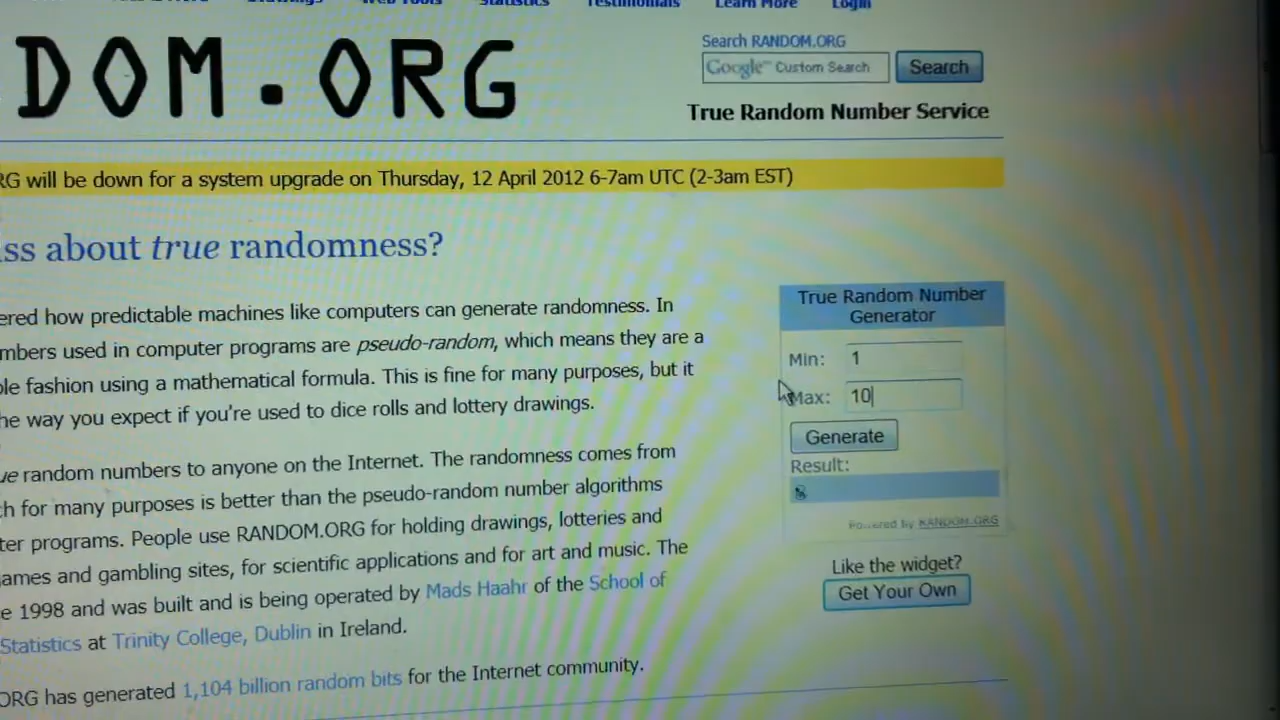 Statistics Testimonials Learn More Login
DOM.ORG
Search RANDOM.ORG
Google™ Custom Search Search
True Random Number Service
RG will be down for a system upgrade on Thursday, 12 April 2012 6-7am UTC (2-3am EST)
ss about true randomness?
ered how predictable machines like computers can generate randomness. In
mbers used in computer programs are pseudo-random, which means they are a
le fashion using a mathematical formula. This is fine for many purposes, but it
he way you expect if you're used to dice rolls and lottery drawings.
ue random numbers to anyone on the Internet. The randomness comes from
h for many purposes is better than the pseudo-random number algorithms
ter programs. People use RANDOM.ORG for holding drawings, lotteries and
ames and gambling sites, for scientific applications and for art and music. The
e 1998 and was built and is being operated by Mads Haahr of the School of
Statistics at Trinity College, Dublin in Ireland.
ORG has generated 1,104 billion random bits for the Internet community.
True Random Number
Generator
Min: 1
Max: 10
Generate
Result:
Powered by RANDOM.ORG
Like the widget?
Get Your Own